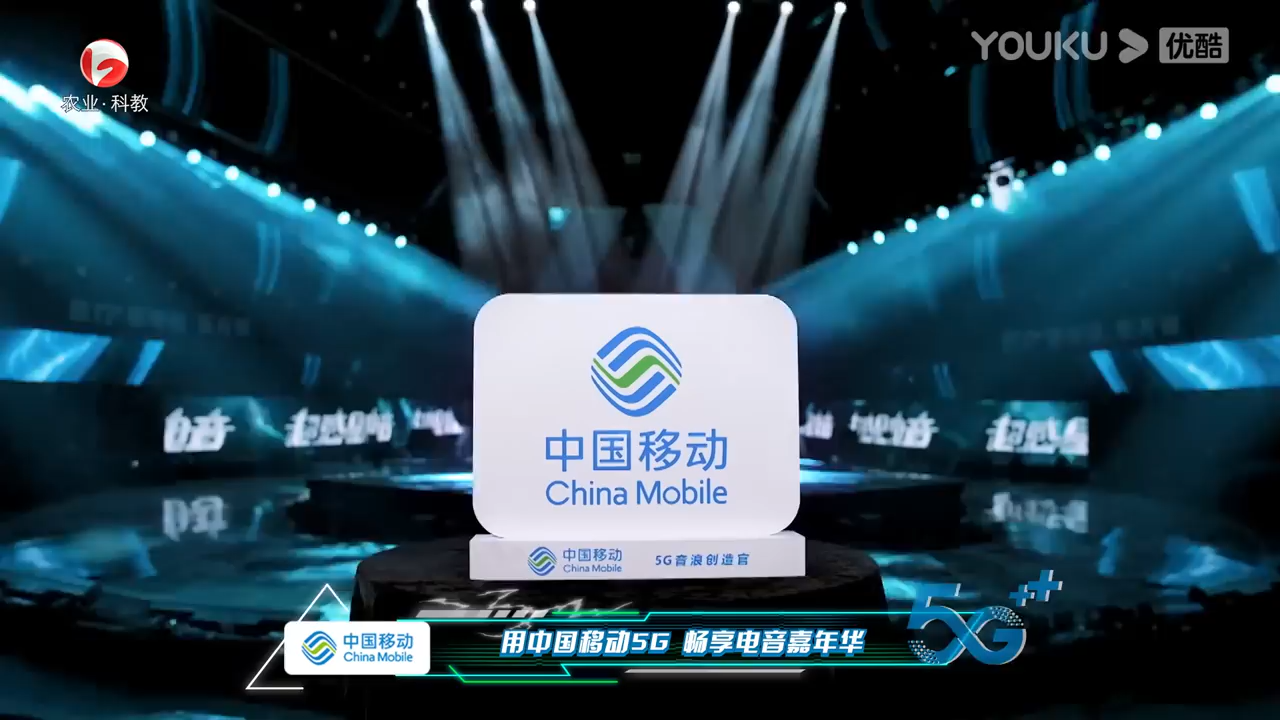 YOUKU 优酷
农业·科教
中国移动
China Mobile
中国移动
China Mobile
5G音浪创造官
中国移动
China Mobile
用中国移动5G 畅享电音嘉年华
5G++